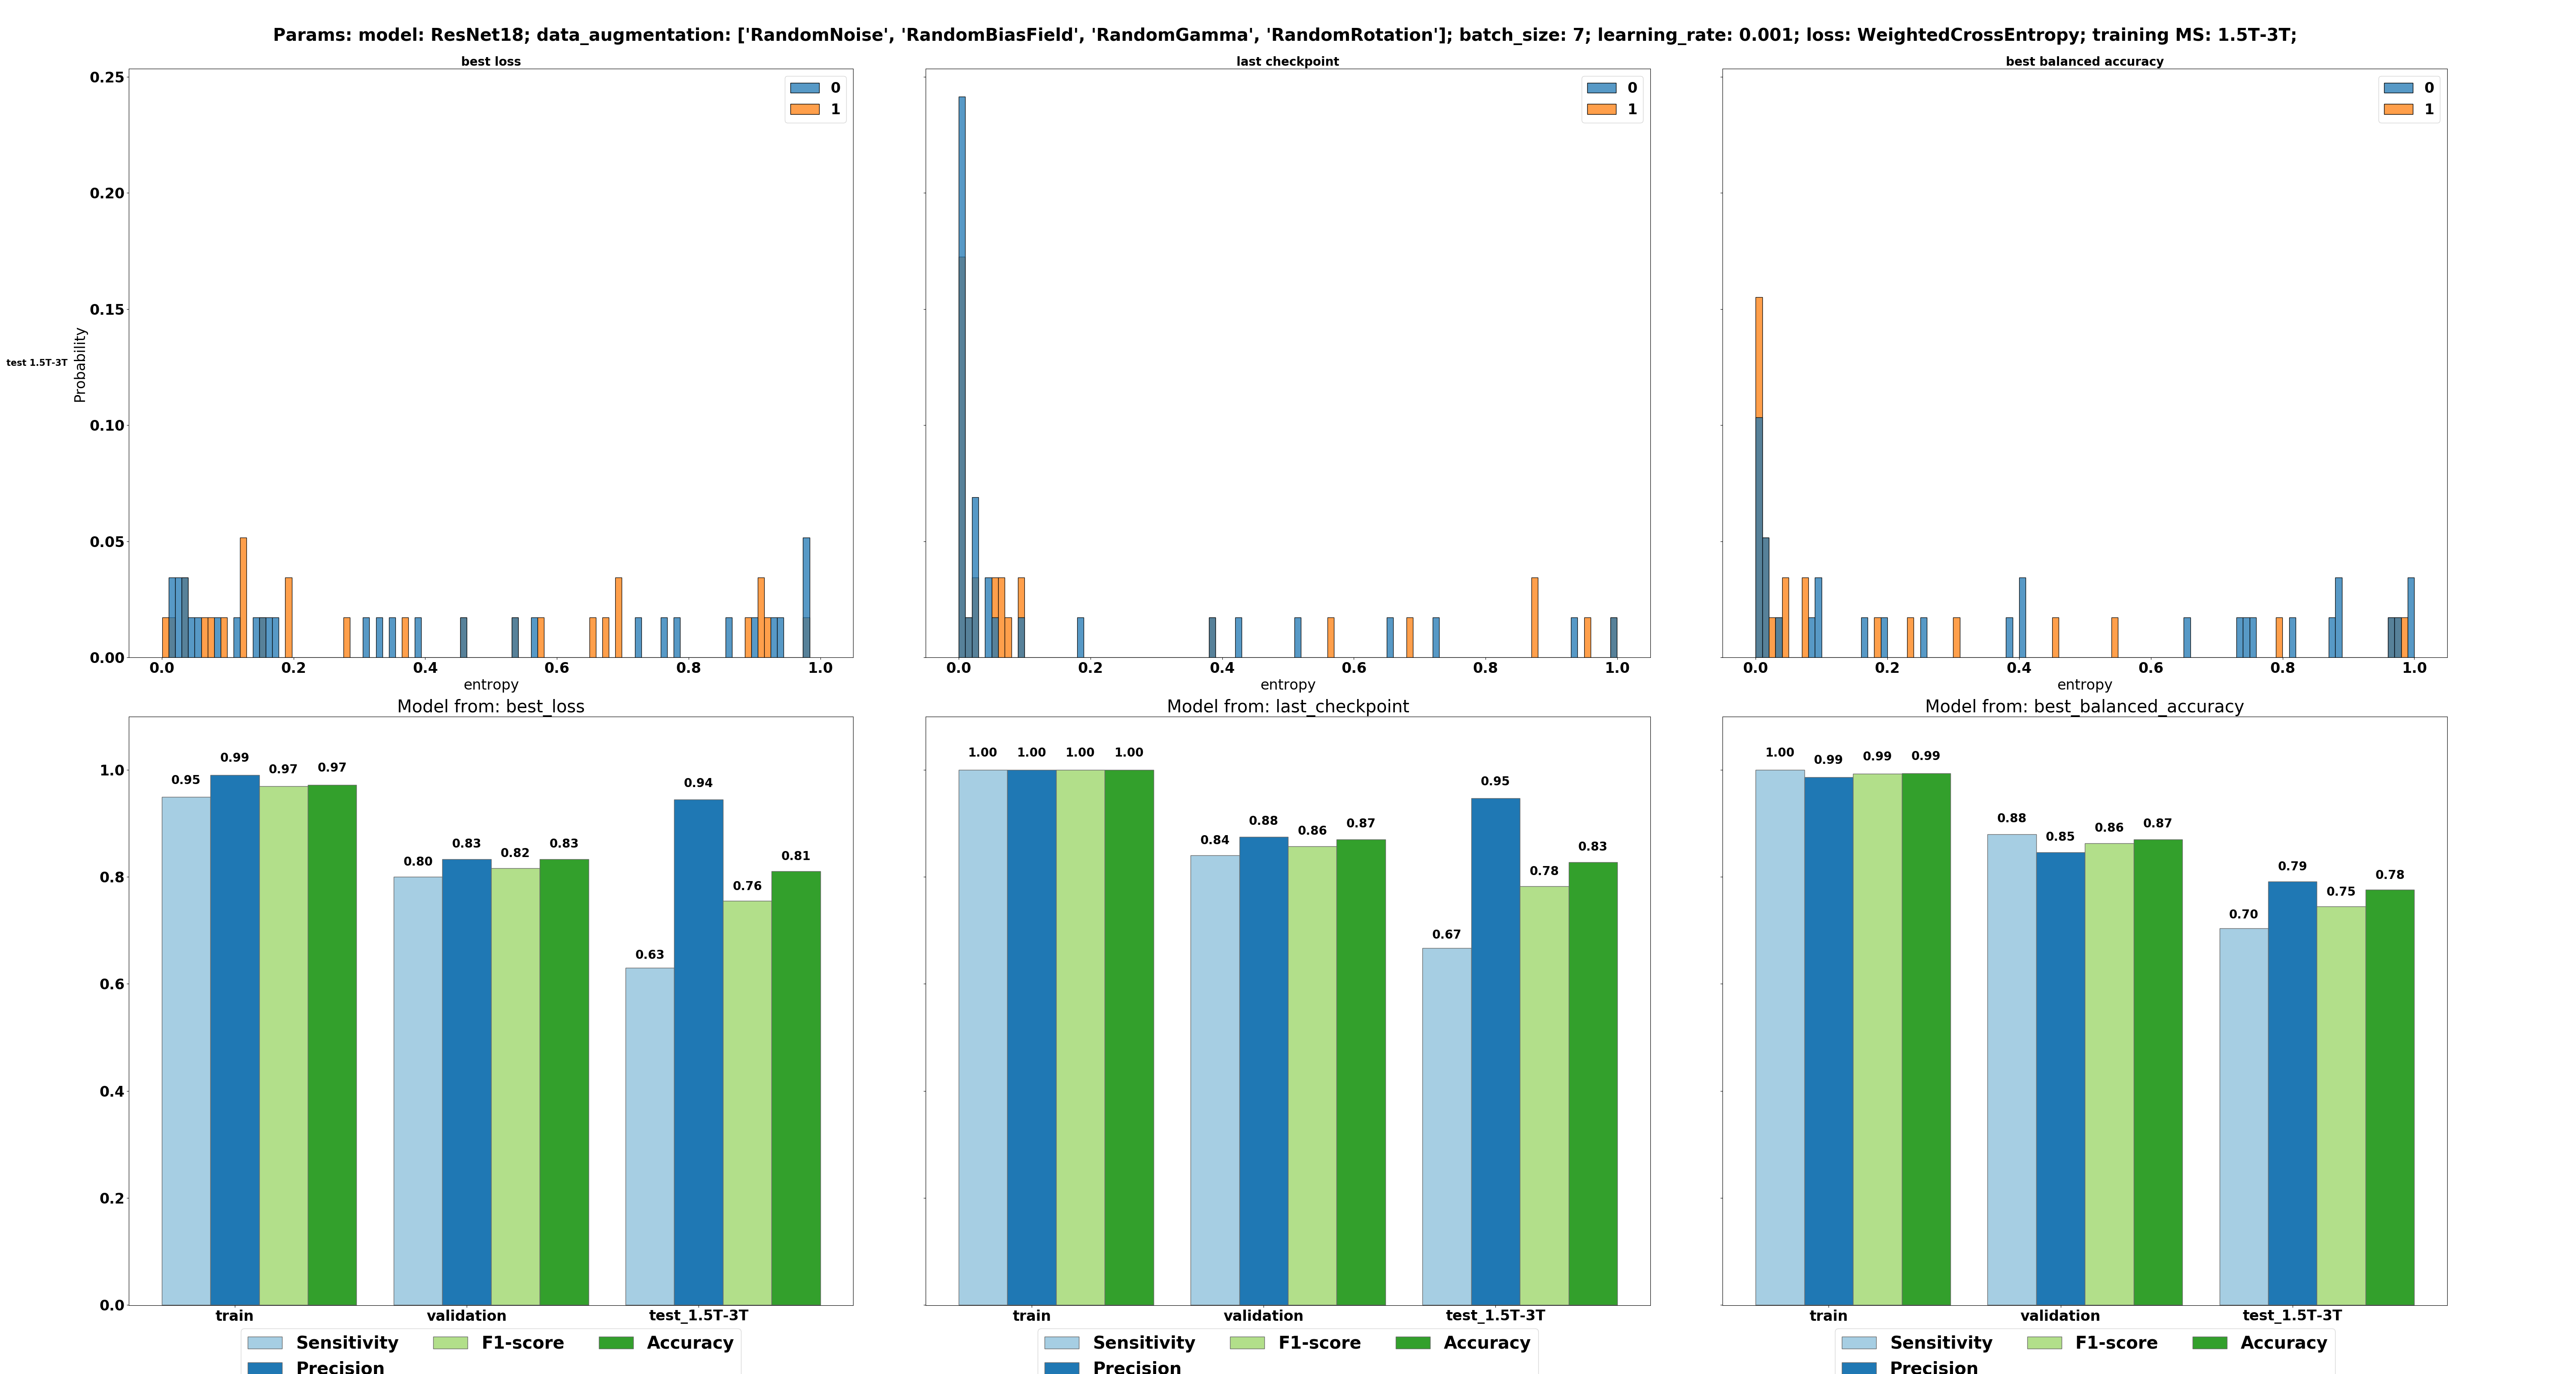 Params: model: ResNet18; data_augmentation: ['RandomNoise', 'RandomBiasField', 'RandomGamma', 'RandomRotation']; batch_size: 7; learning_rate: 0.001; loss: WeightedCrossEntropy; training MS: 1.5T-3T;
best loss
last checkpoint
best balanced accuracy
0
1
0
1
0
1
0.25
0.20
0.15
0.10
0.05
0.00
Probability
test 1.5T-3T
0.0 0.2 0.4 0.6 0.8 1.0
0.0 0.2 0.4 0.6 0.8 1.0
0.0 0.2 0.4 0.6 0.8 1.0
entropy
entropy
entropy
Model from: best_loss
1.0
0.8
0.6
0.4
0.2
0.0
0.95 0.99 0.97 0.97
0.80 0.83 0.82 0.83
0.63 0.94 0.76 0.81
train validation test_1.5T-3T
Sensitivity F1-score Accuracy
Precision
Model from: last_checkpoint
1.00 1.00 1.00 1.00
0.84 0.88 0.86 0.87
0.67 0.95 0.78 0.83
train validation test_1.5T-3T
Sensitivity F1-score Accuracy
Precision
Model from: best_balanced_accuracy
1.00 0.99 0.99 0.99
0.88 0.85 0.86 0.87
0.70 0.79 0.75 0.78
train validation test_1.5T-3T
Sensitivity F1-score Accuracy
Precision